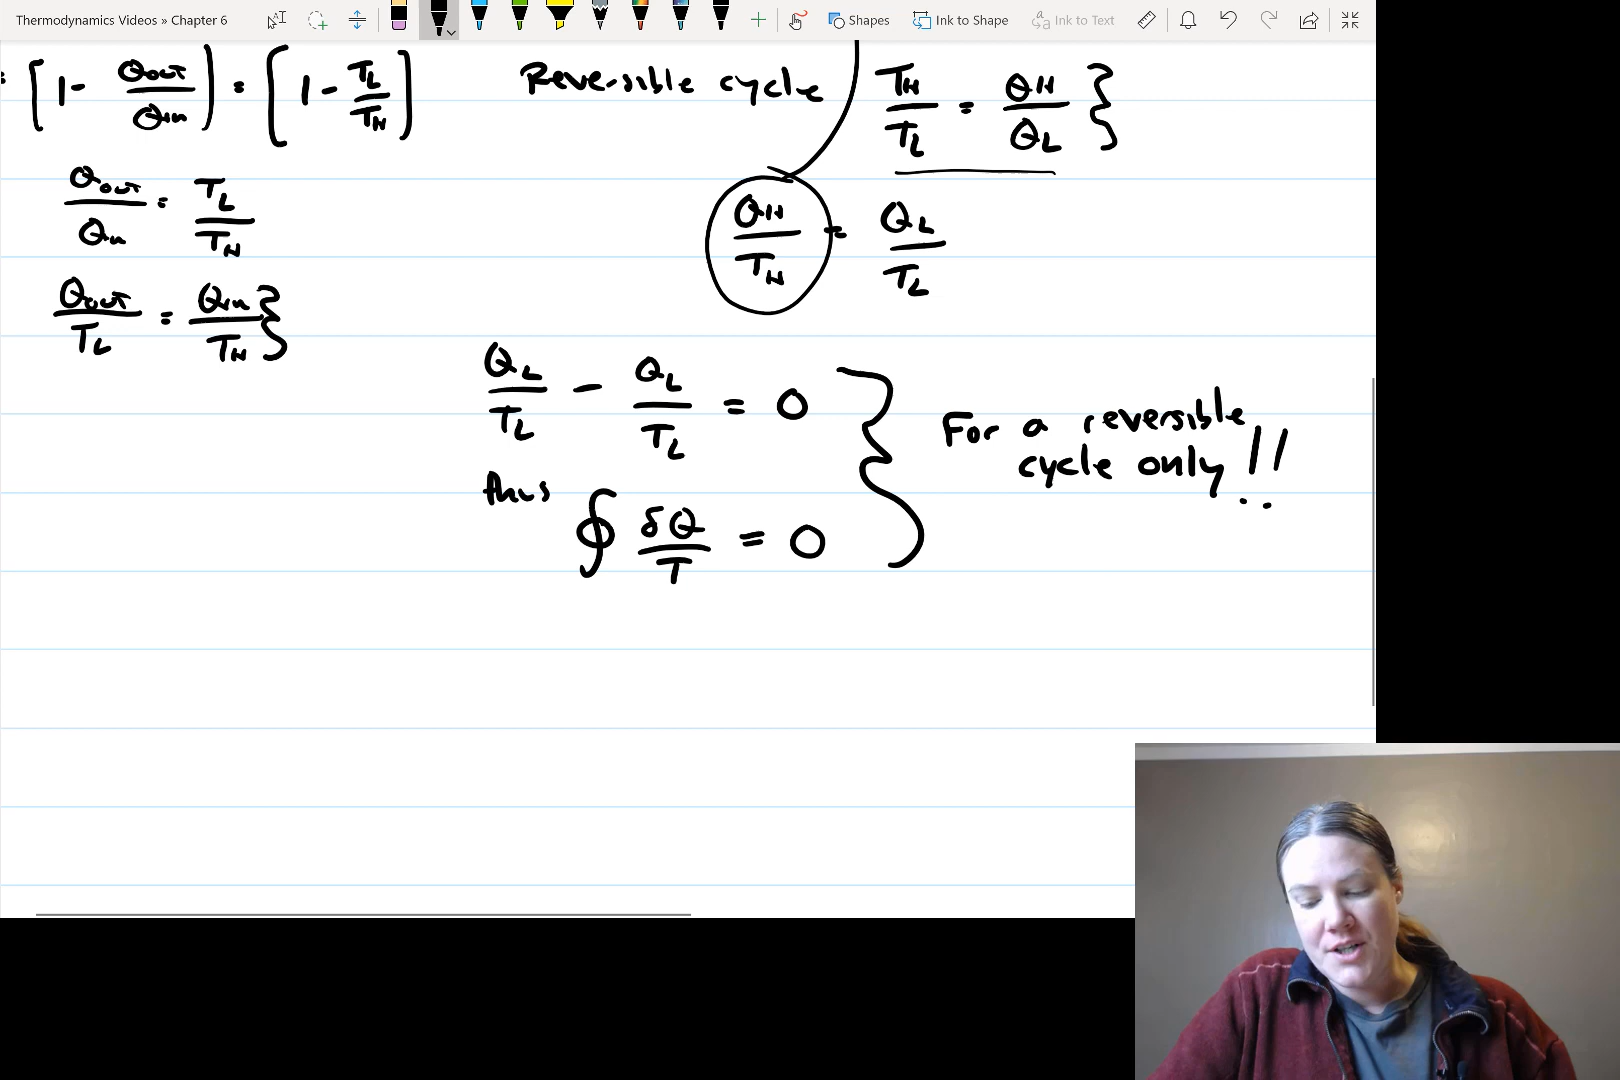 Thermodynamics Videos » Chapter 6
Shapes
Ink to Shape
Ink to Text
= [1 - Qout/Qin] = [1 - TL/TH]
Reversible cycle
TH/TL = QH/QL }
Qout/Qin = TL/TH
QH/TH = QL/TL
Qout/TL = Qin/TH }
QL/TL - QL/TL = 0
For a reversible
cycle only!!
thus
∮ δQ/T = 0